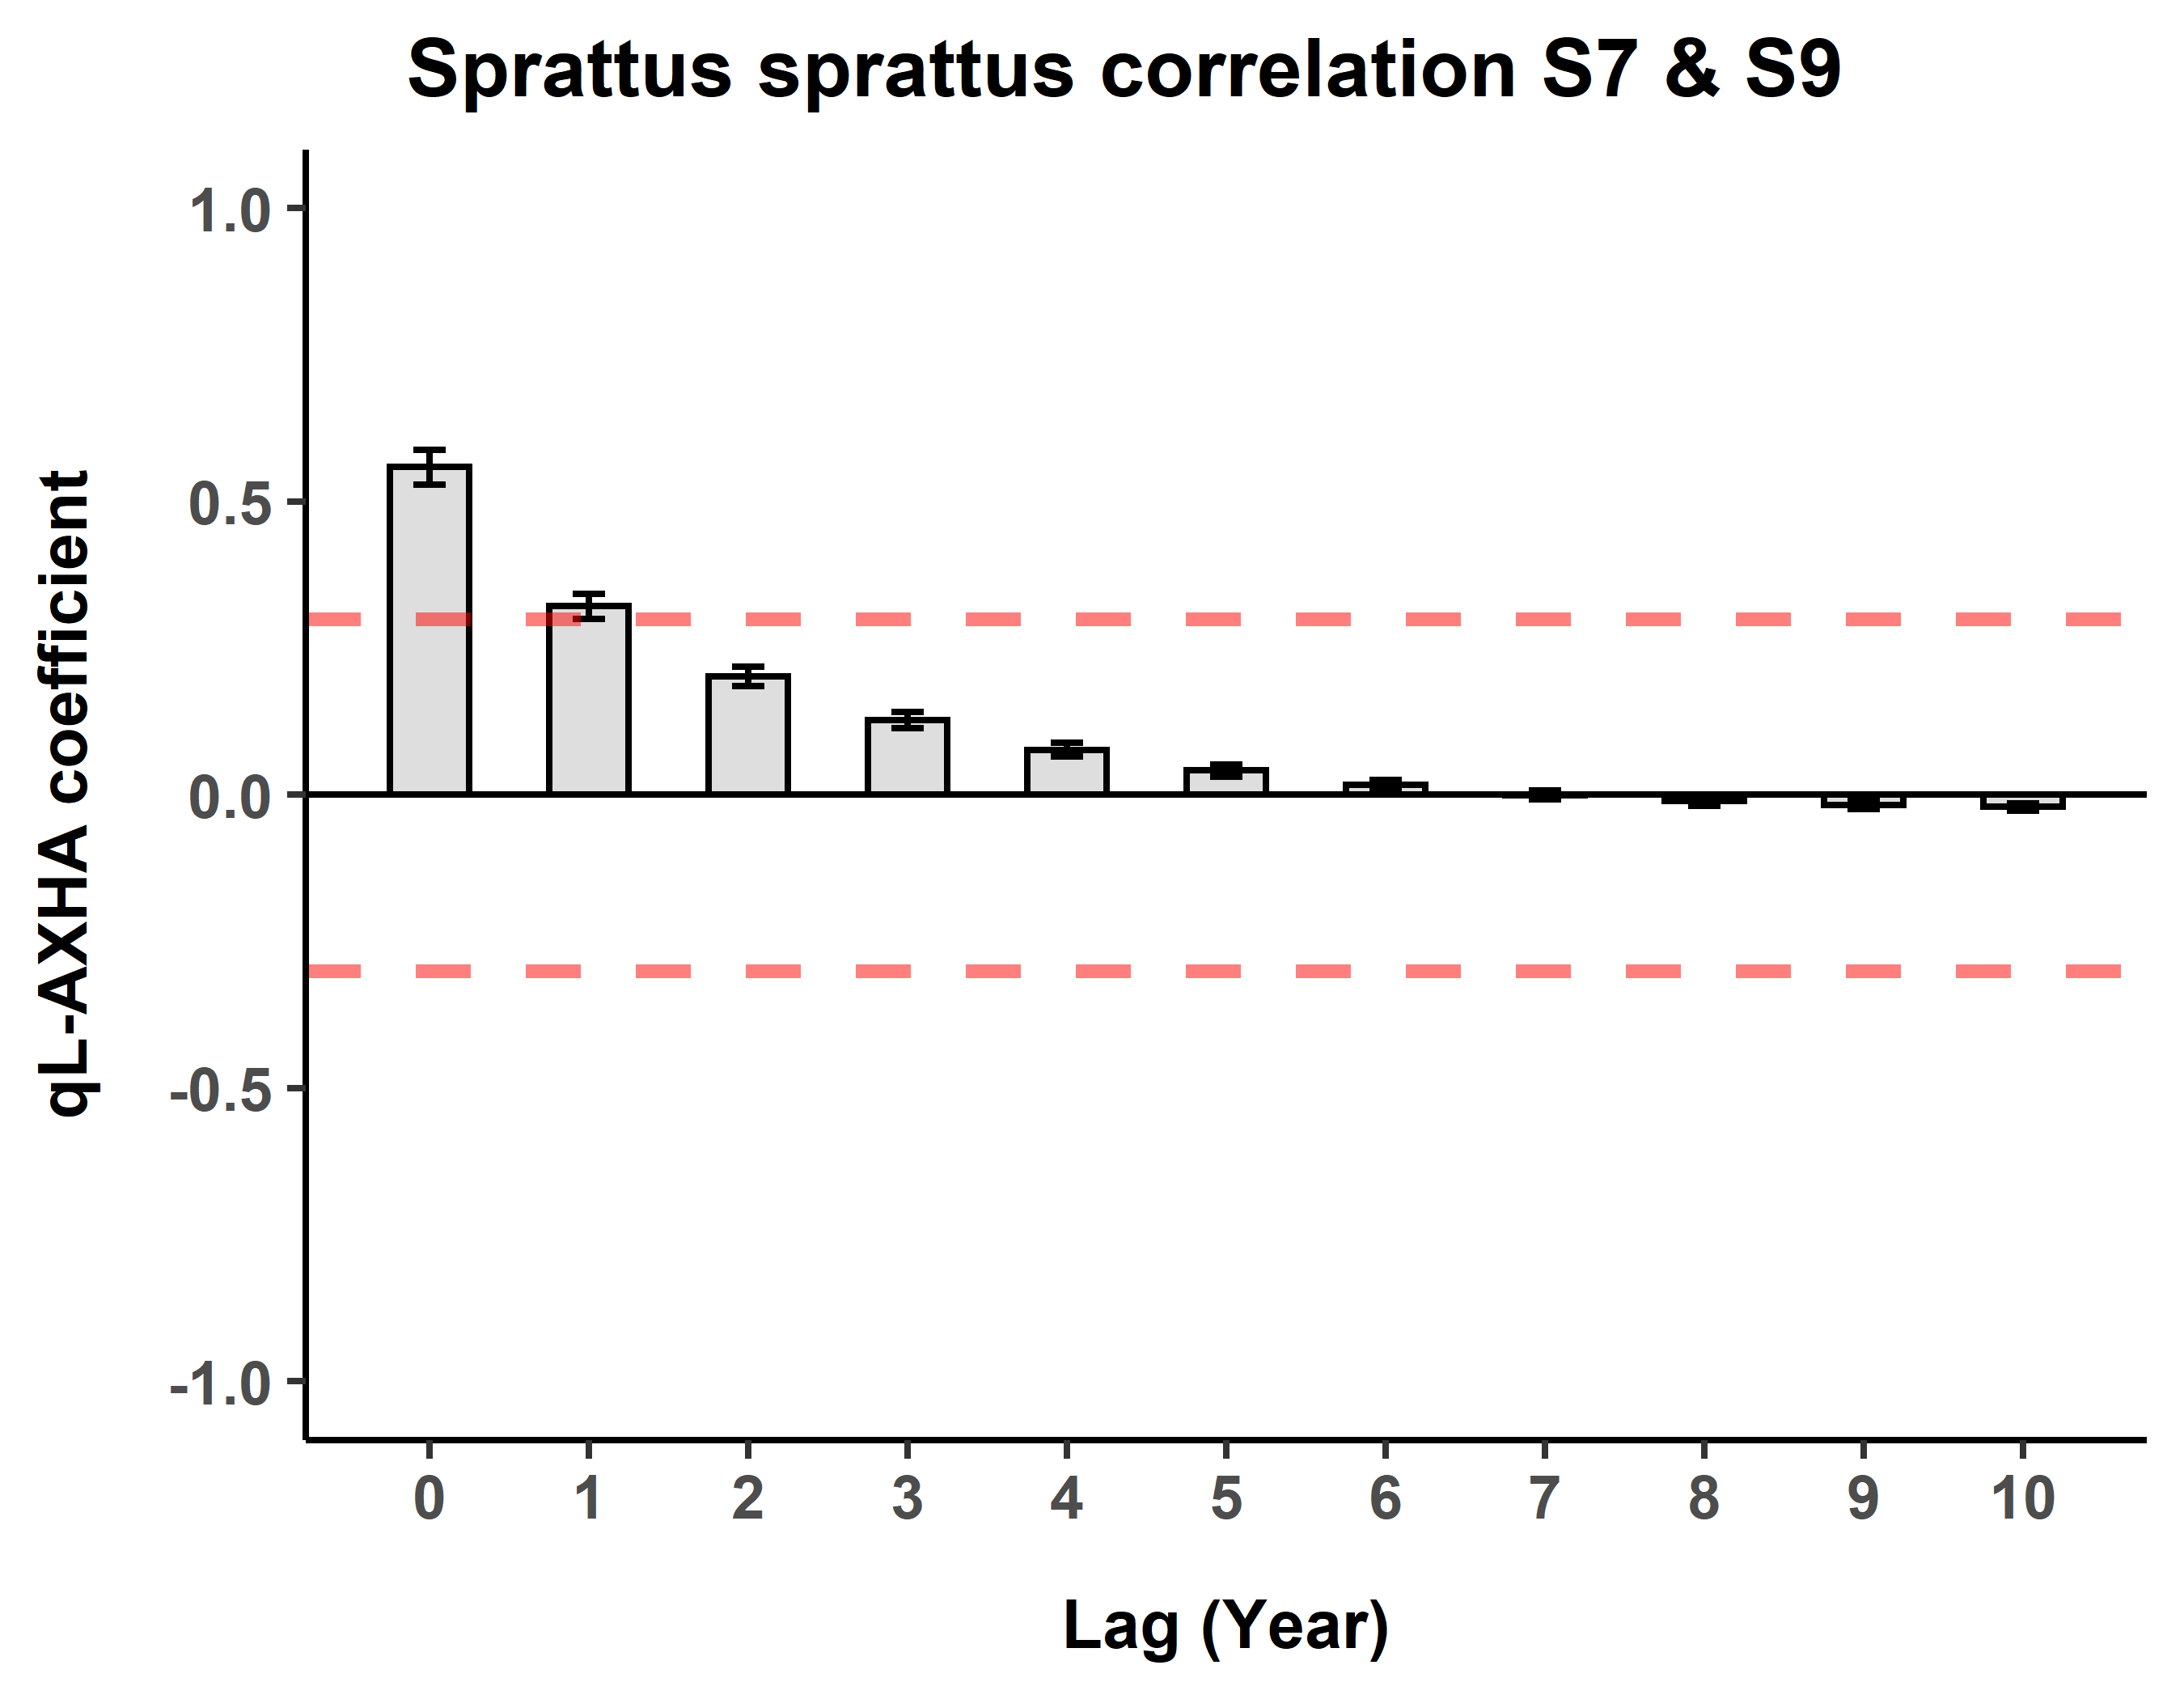 Sprattus sprattus correlation S7 & S9
qL-AXHA coefficient
1.0
0.5
0.0
-0.5
-1.0
0 1 2 3 4 5 6 7 8 9 10
Lag (Year)